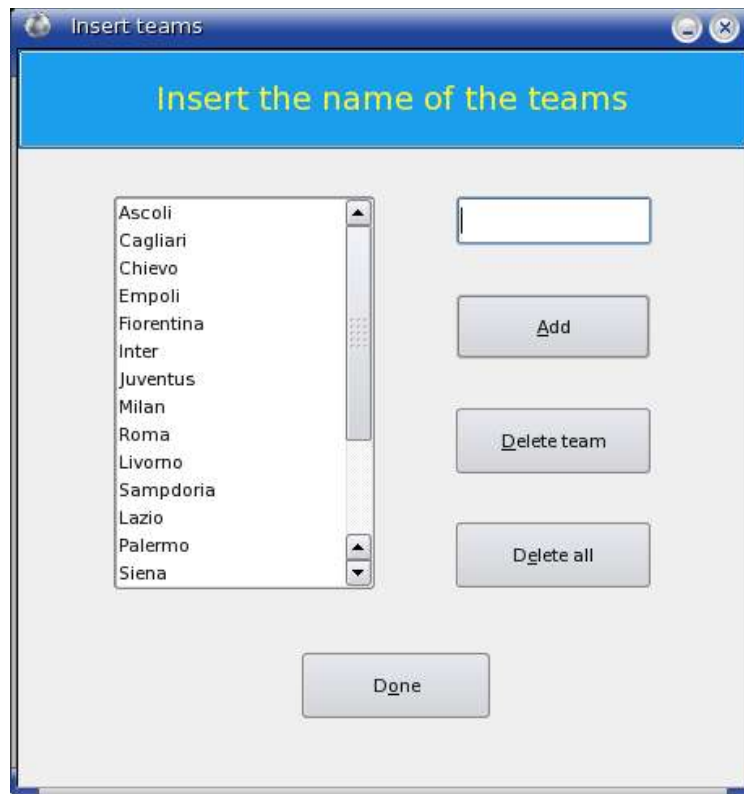 Insert teams
Insert the name of the teams
Ascoli
Cagliari
Chievo
Empoli
Fiorentina
Inter
Juventus
Milan
Roma
Livorno
Sampdoria
Lazio
Palermo
Siena
Add
Delete team
Delete all
Done